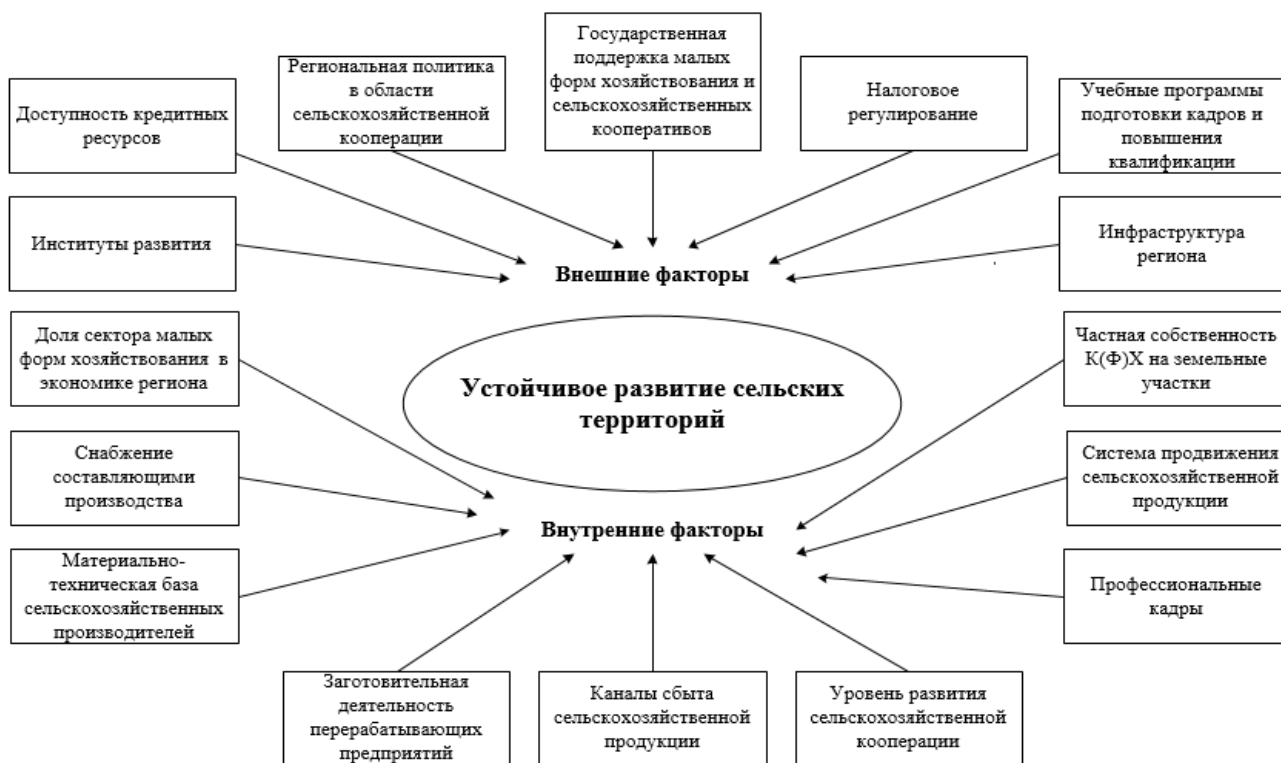 Государственная
поддержка малых
форм хозяйствования и
сельскохозяйственных
кооперативов
Региональная политика
в области
сельскохозяйственной
кооперации
Налоговое
регулирование
Доступность кредитных
ресурсов
Учебные программы
подготовки кадров и
повышения
квалификации
Институты развития
Инфраструктура
региона
Внешние факторы
Доля сектора малых
форм хозяйствования в
экономике региона
Частная собственность
К(Ф)Х на земельные
участки
Устойчивое развитие сельских
территорий
Снабжение
составляющими
производства
Система продвижения
сельскохозяйственной
продукции
Внутренние факторы
Материально-
техническая база
сельскохозяйственных
производителей
Профессиональные
кадры
Заготовительная
деятельность
перерабатывающих
предприятий
Каналы сбыта
сельскохозяйственной
продукции
Уровень развития
сельскохозяйственной
кооперации